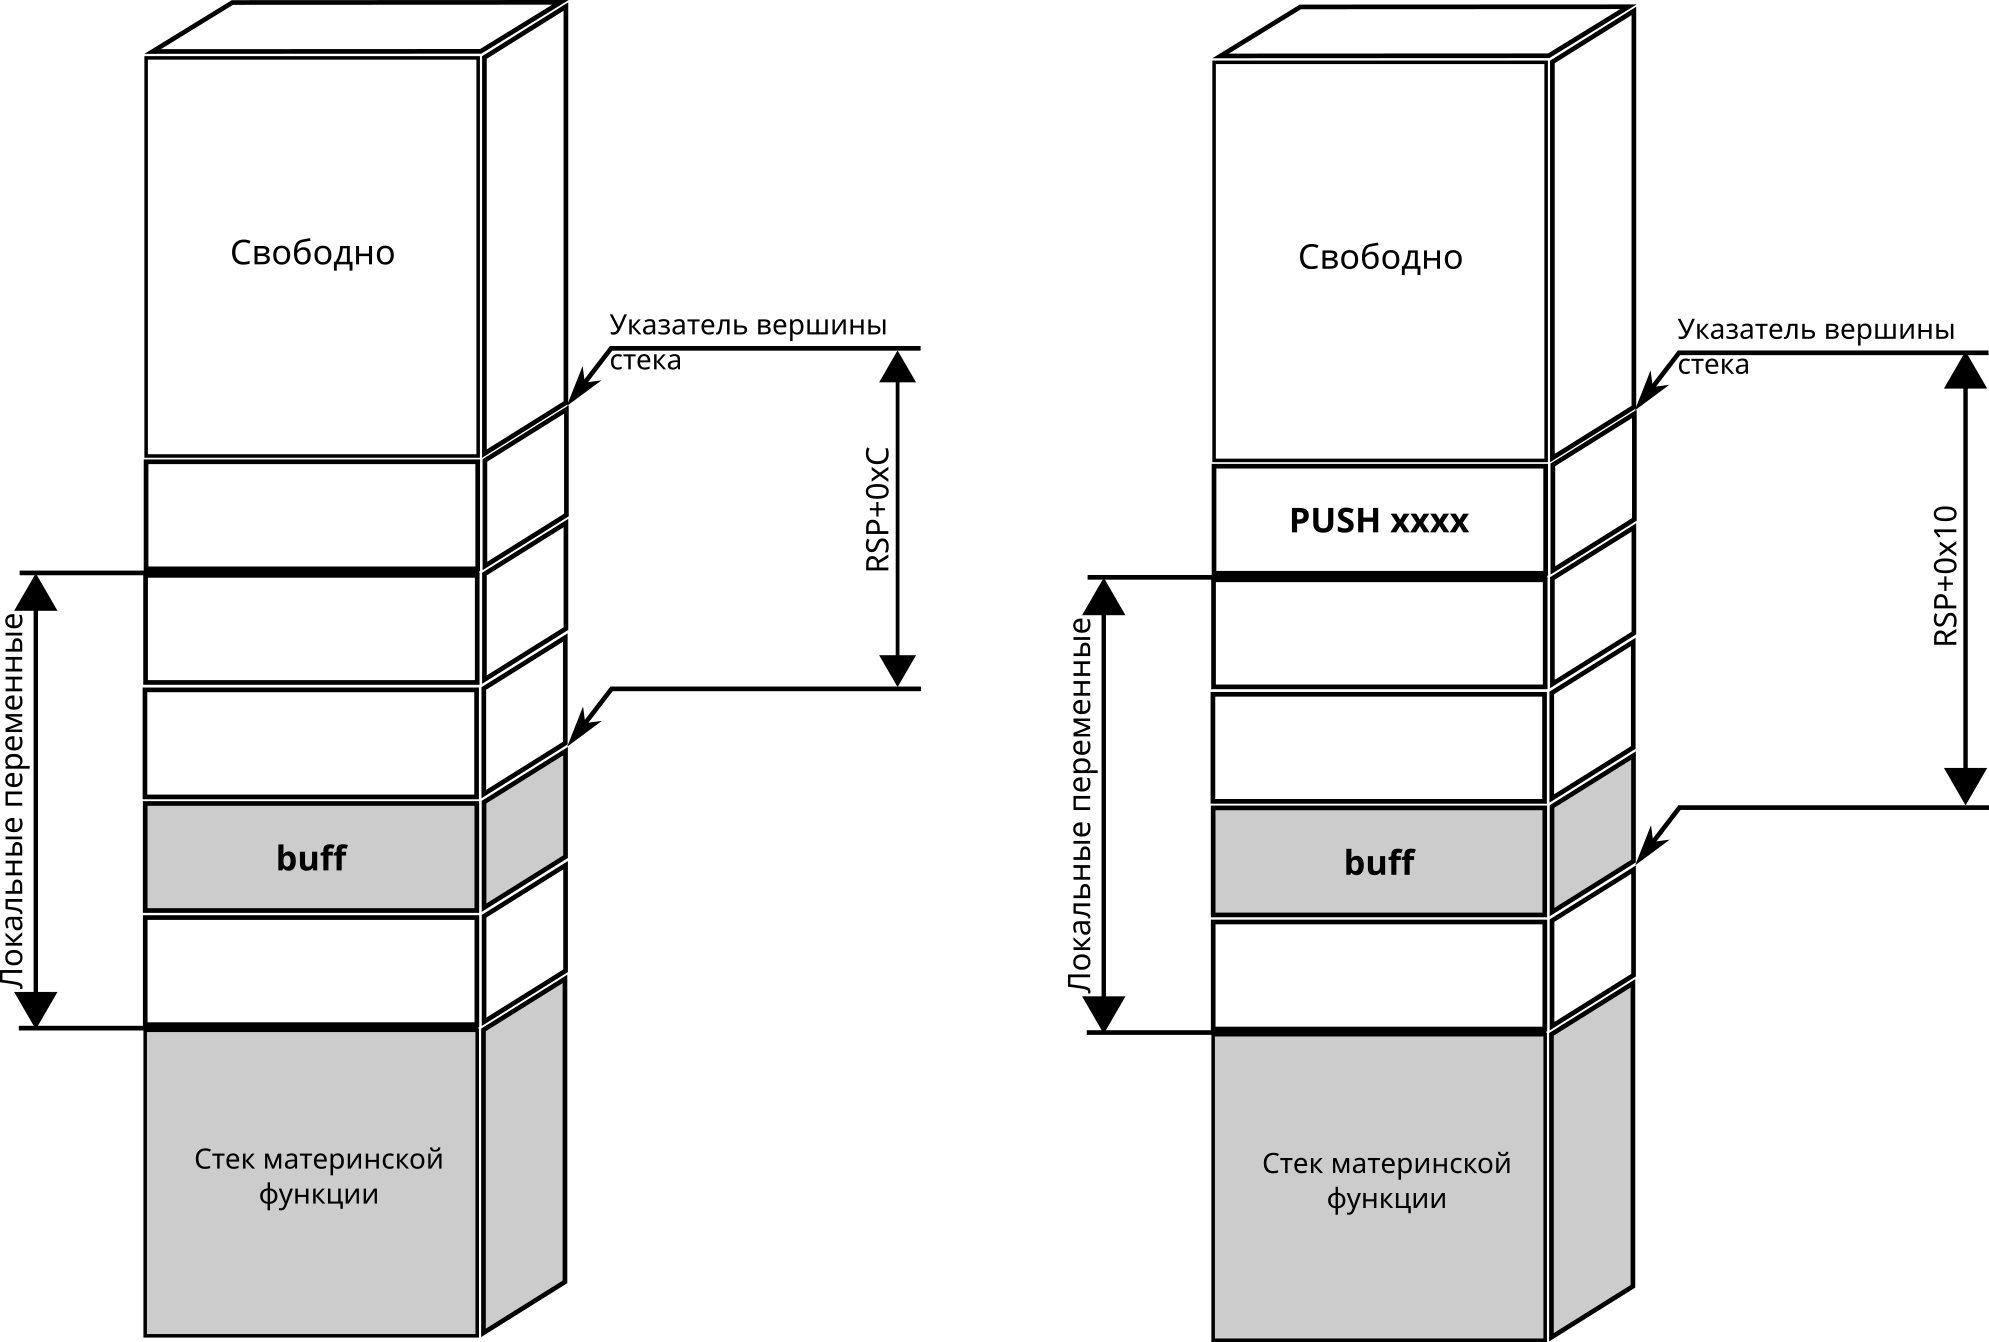 Свободно
Указатель вершины
стека
RSP+0xC
Локальные переменные
buff
Стек материнской
функции
Свободно
Указатель вершины
стека
PUSH xxxx
RSP+0x10
Локальные переменные
buff
Стек материнской
функции